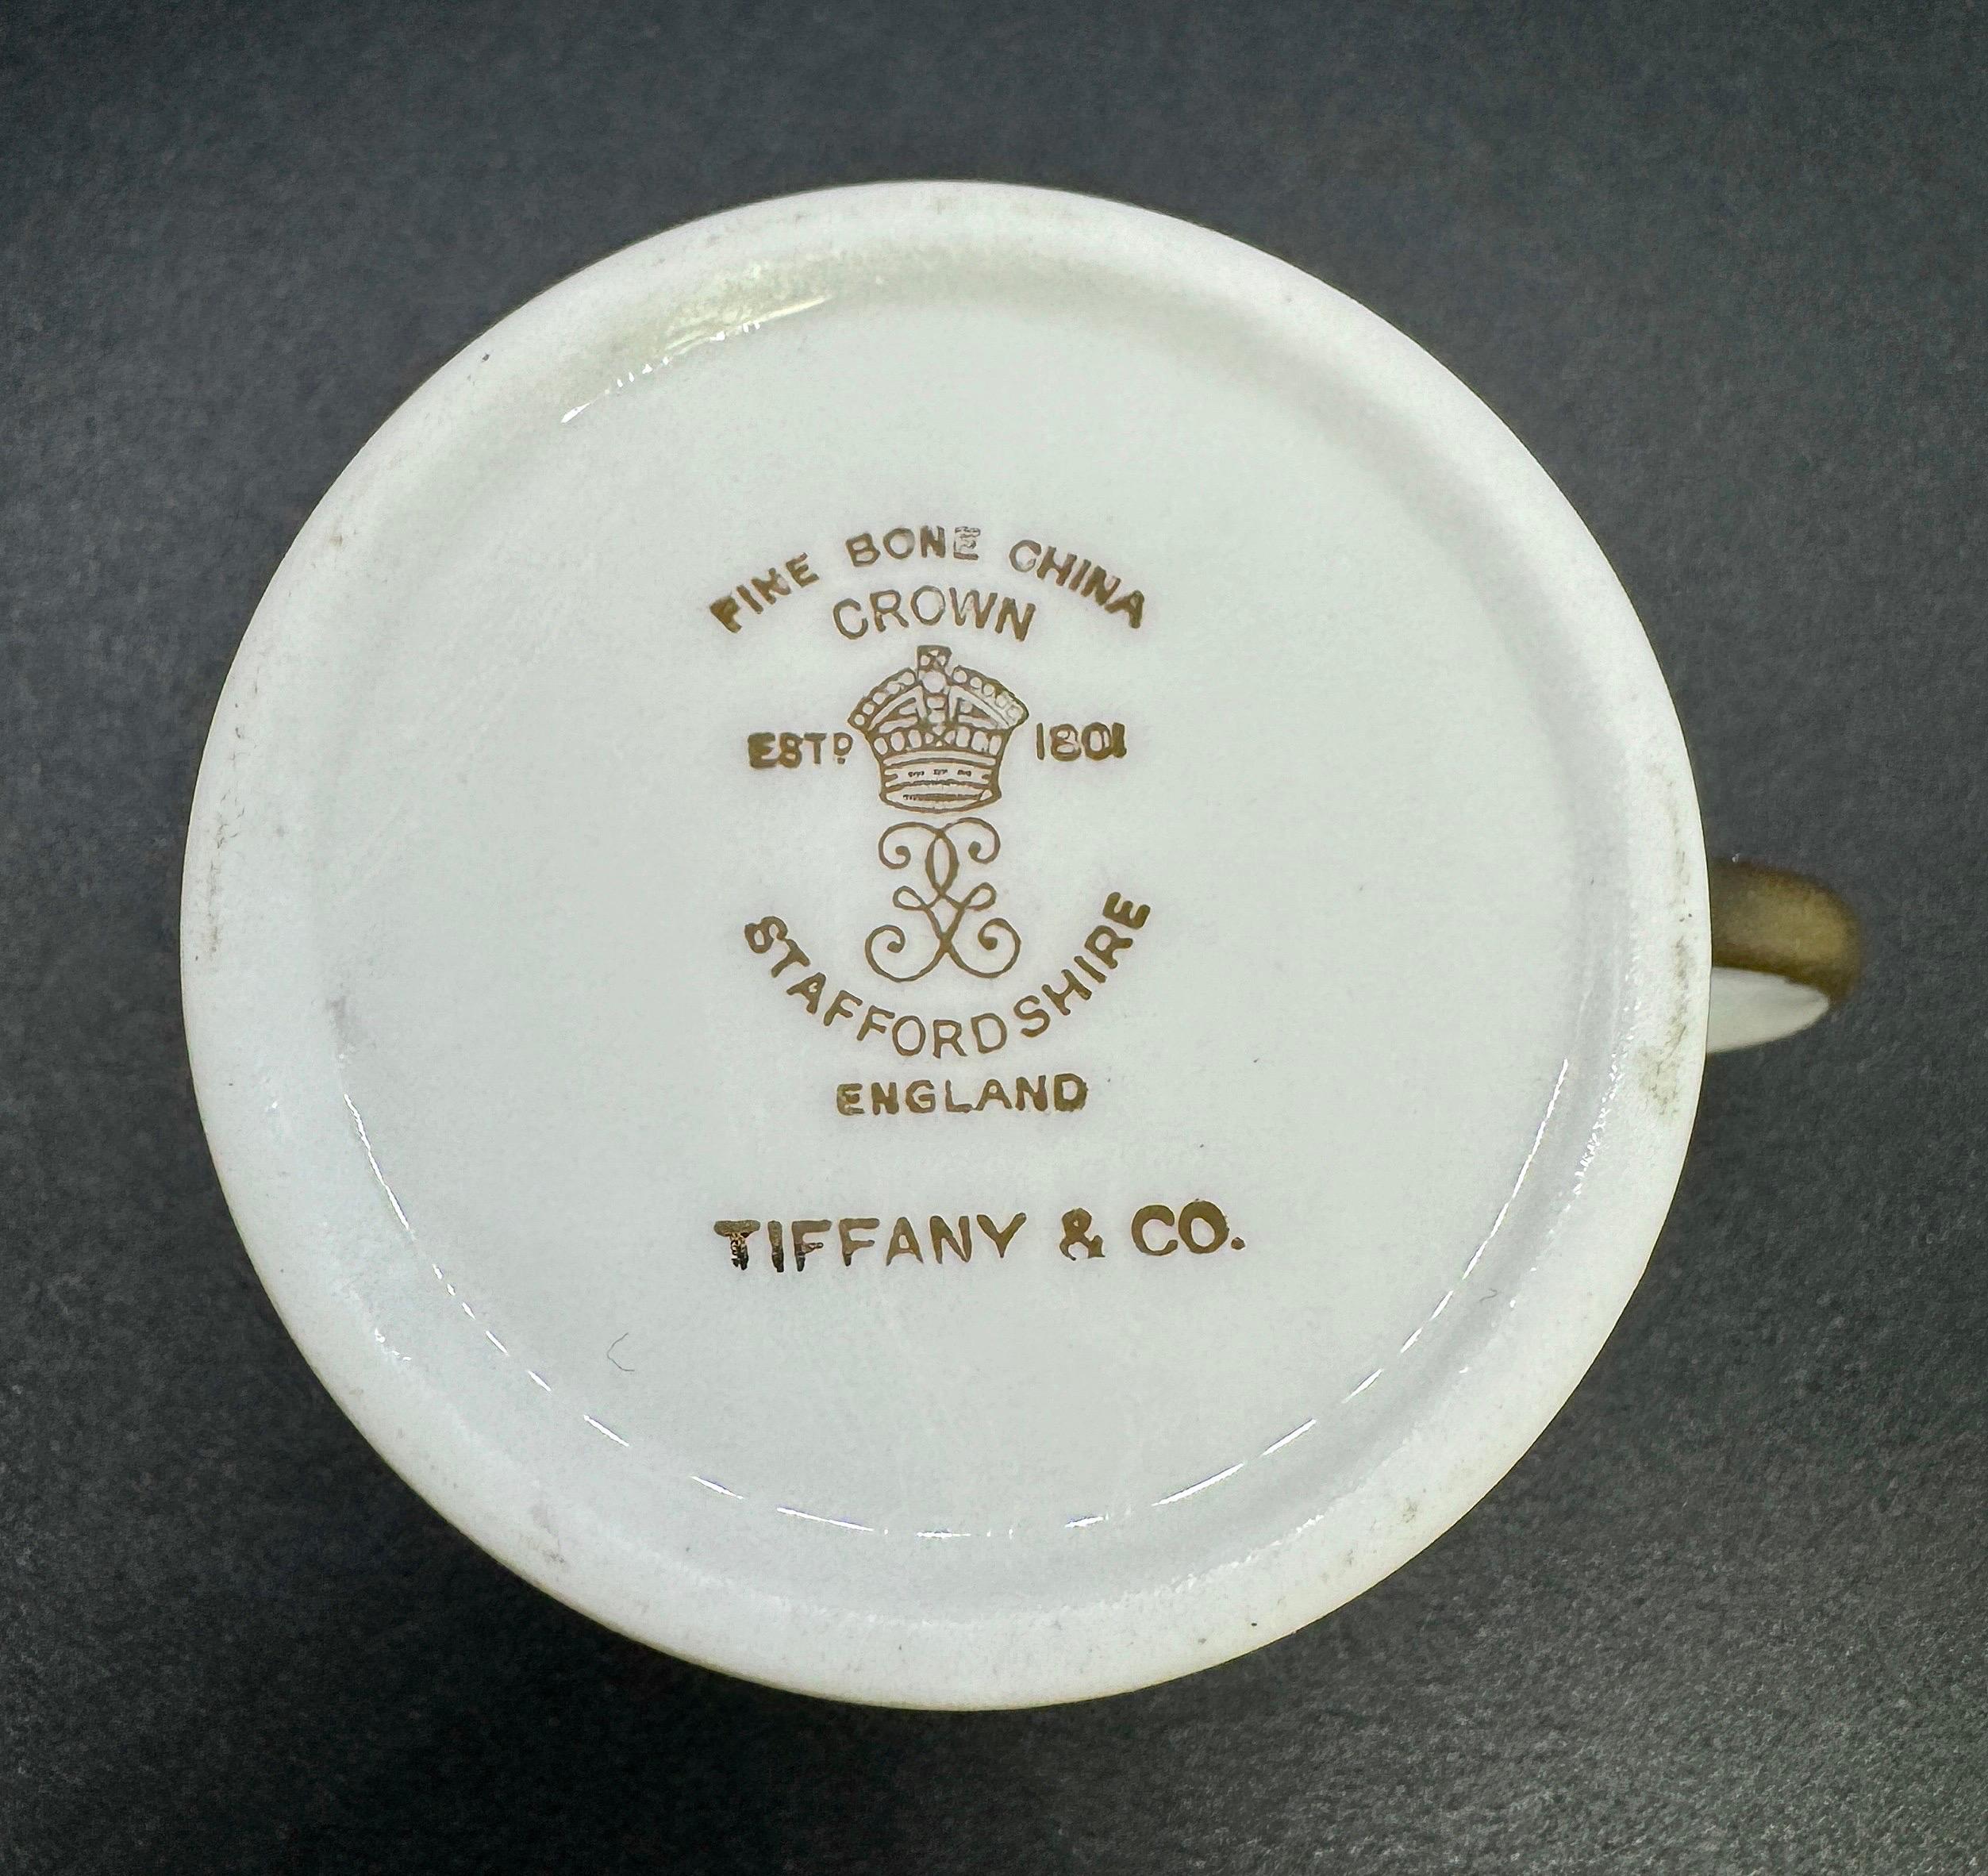 FINE BONE CHINA
CROWN
ESTD 1801
STAFFORDSHIRE
ENGLAND
TIFFANY & CO.